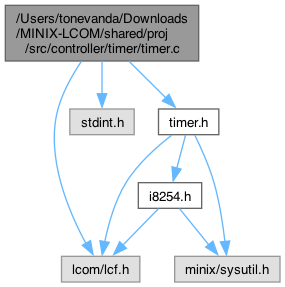 /Users/tonevanda/Downloads
/MINIX-LCOM/shared/proj
/src/controller/timer/timer.c
stdint.h
timer.h
i8254.h
lcom/lcf.h
minix/sysutil.h